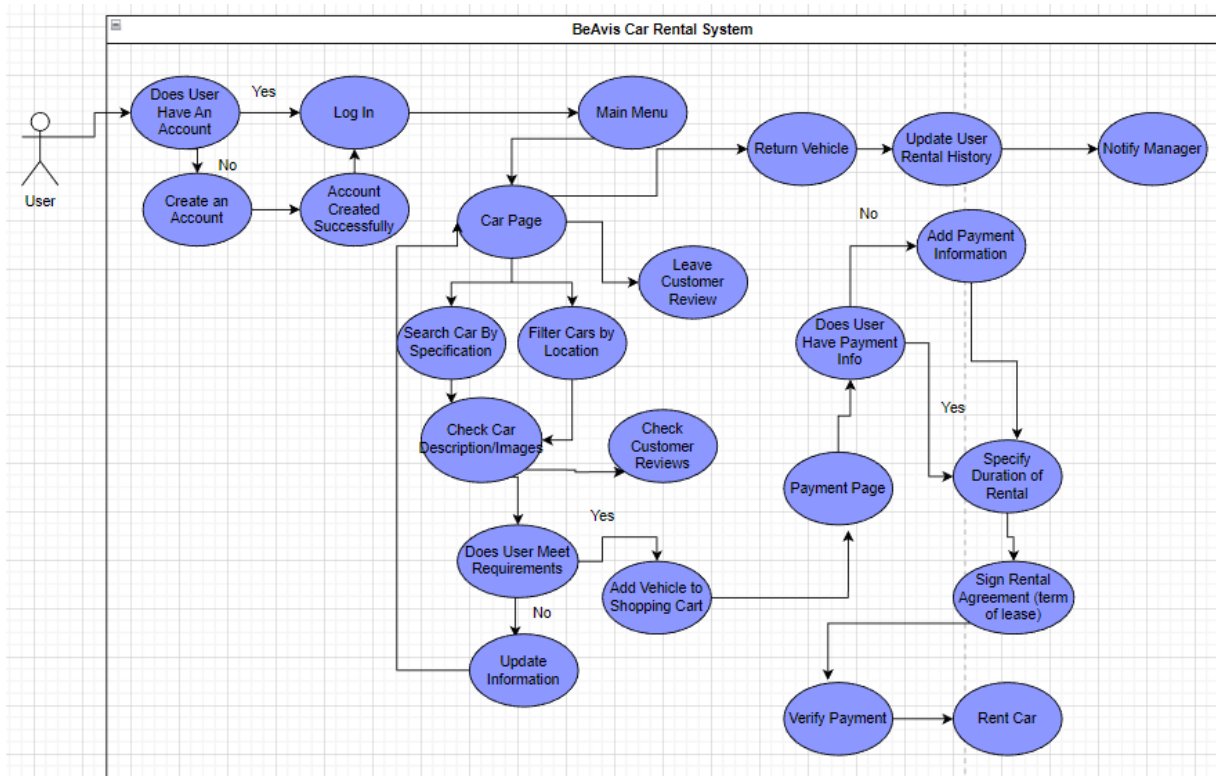 BeAvis Car Rental System
User
Does User
Have An
Account
Yes
Log In
Main Menu
No
Create an
Account
Account
Created
Successfully
Return Vehicle
Update User
Rental History
Notify Manager
Car Page
Leave
Customer
Review
Search Car By
Specification
Filter Cars by
Location
Check Car
Description/Images
Check
Customer
Reviews
Does User Meet
Requirements
Yes
Add Vehicle to
Shopping Cart
No
Update
Information
Payment Page
Does User
Have Payment
Info
No
Add Payment
Information
Yes
Specify
Duration of
Rental
Sign Rental
Agreement (term
of lease)
Verify Payment
Rent Car